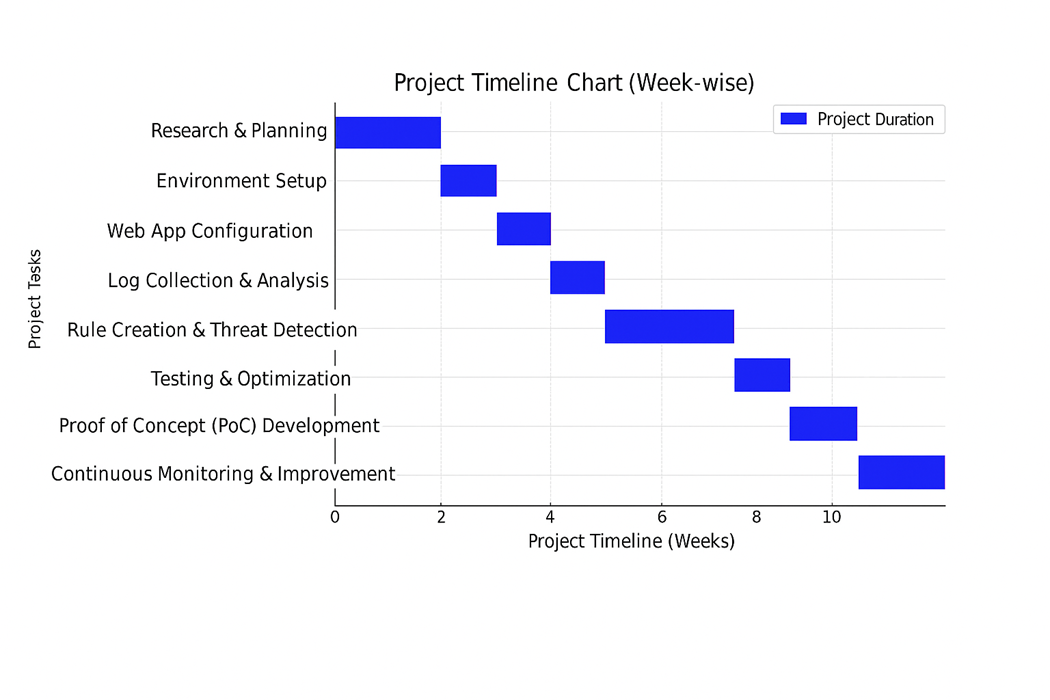 Project Timeline Chart (Week-wise)
Project Duration
Research & Planning
Environment Setup
Web App Configuration
Log Collection & Analysis
Rule Creation & Threat Detection
Testing & Optimization
Proof of Concept (PoC) Development
Continuous Monitoring & Improvement
Project Tasks
0 2 4 6 8 10
Project Timeline (Weeks)